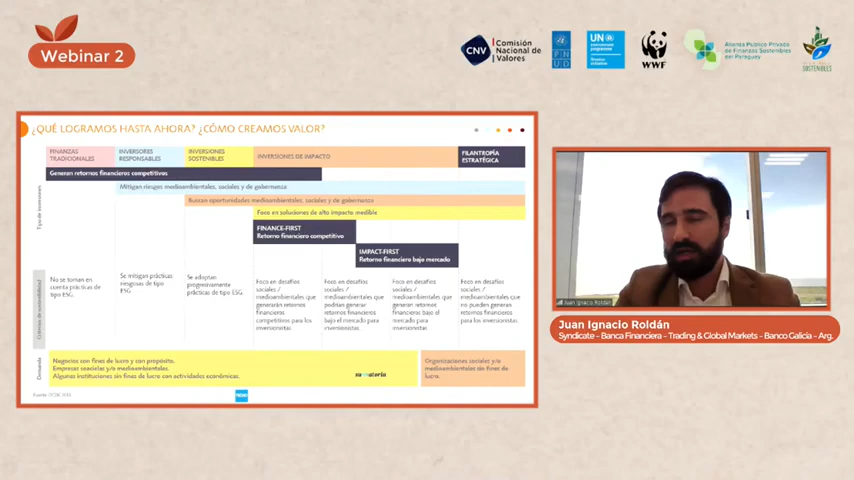 Webinar 2
CNV
Comisión
Nacional de
Valores
PNUD
UN
environment
programme
WWF
Alianza Público-Privada
de Finanzas Sostenibles
del Paraguay
SOSTENIBLES
¿QUÉ LOGRAMOS HASTA AHORA? ¿CÓMO CREAMOS VALOR?
FINANZAS
TRADICIONALES
INVERSORES
RESPONSABLES
INVERSIONES
SOSTENIBLES
INVERSIONES DE IMPACTO
FILANTROPÍA
ESTRATÉGICA
Generan retornos financieros competitivos
Mitigan riesgos medioambientales, sociales y de gobernanza
Buscan oportunidades medioambientales, sociales y de gobernanza
Foco en soluciones de alto impacto medible
FINANCE-FIRST
Retorno financiero competitivo
IMPACT-FIRST
Retorno financiero bajo mercado
Tipo de inversiones
Criterios de sostenibilidad
No se toman en
cuenta prácticas de
tipo ESG.
Se mitigan prácticas
riesgosas de tipo
ESG.
Se adoptan
progresivamente
prácticas de tipo ESG.
Foco en desafíos
sociales /
medioambientales que
generarán retornos
financieros
competitivos para los
inversionistas
Foco en desafíos
sociales /
medioambientales que
podrían generar
retornos financieros
bajo el mercado para
inversionistas.
Foco en desafíos
sociales /
medioambientales que
generen retornos
financieros bajo el
mercado para los
inversionistas.
Foco en desafíos
sociales /
medioambientales que
no pueden generar
retornos financieros
para los inversionistas.
Demanda
Negocios con fines de lucro y con propósito.
Empresas sociales y/o medioambientales.
Algunas instituciones sin fines de lucro con actividades económicas.
sumatoria
Organizaciones sociales y/o
medioambientales sin fines de
lucro.
Juan Ignacio Roldán
Juan Ignacio Roldán
Syndicate – Banca Financiera – Trading & Global Markets – Banco Galicia – Arg.